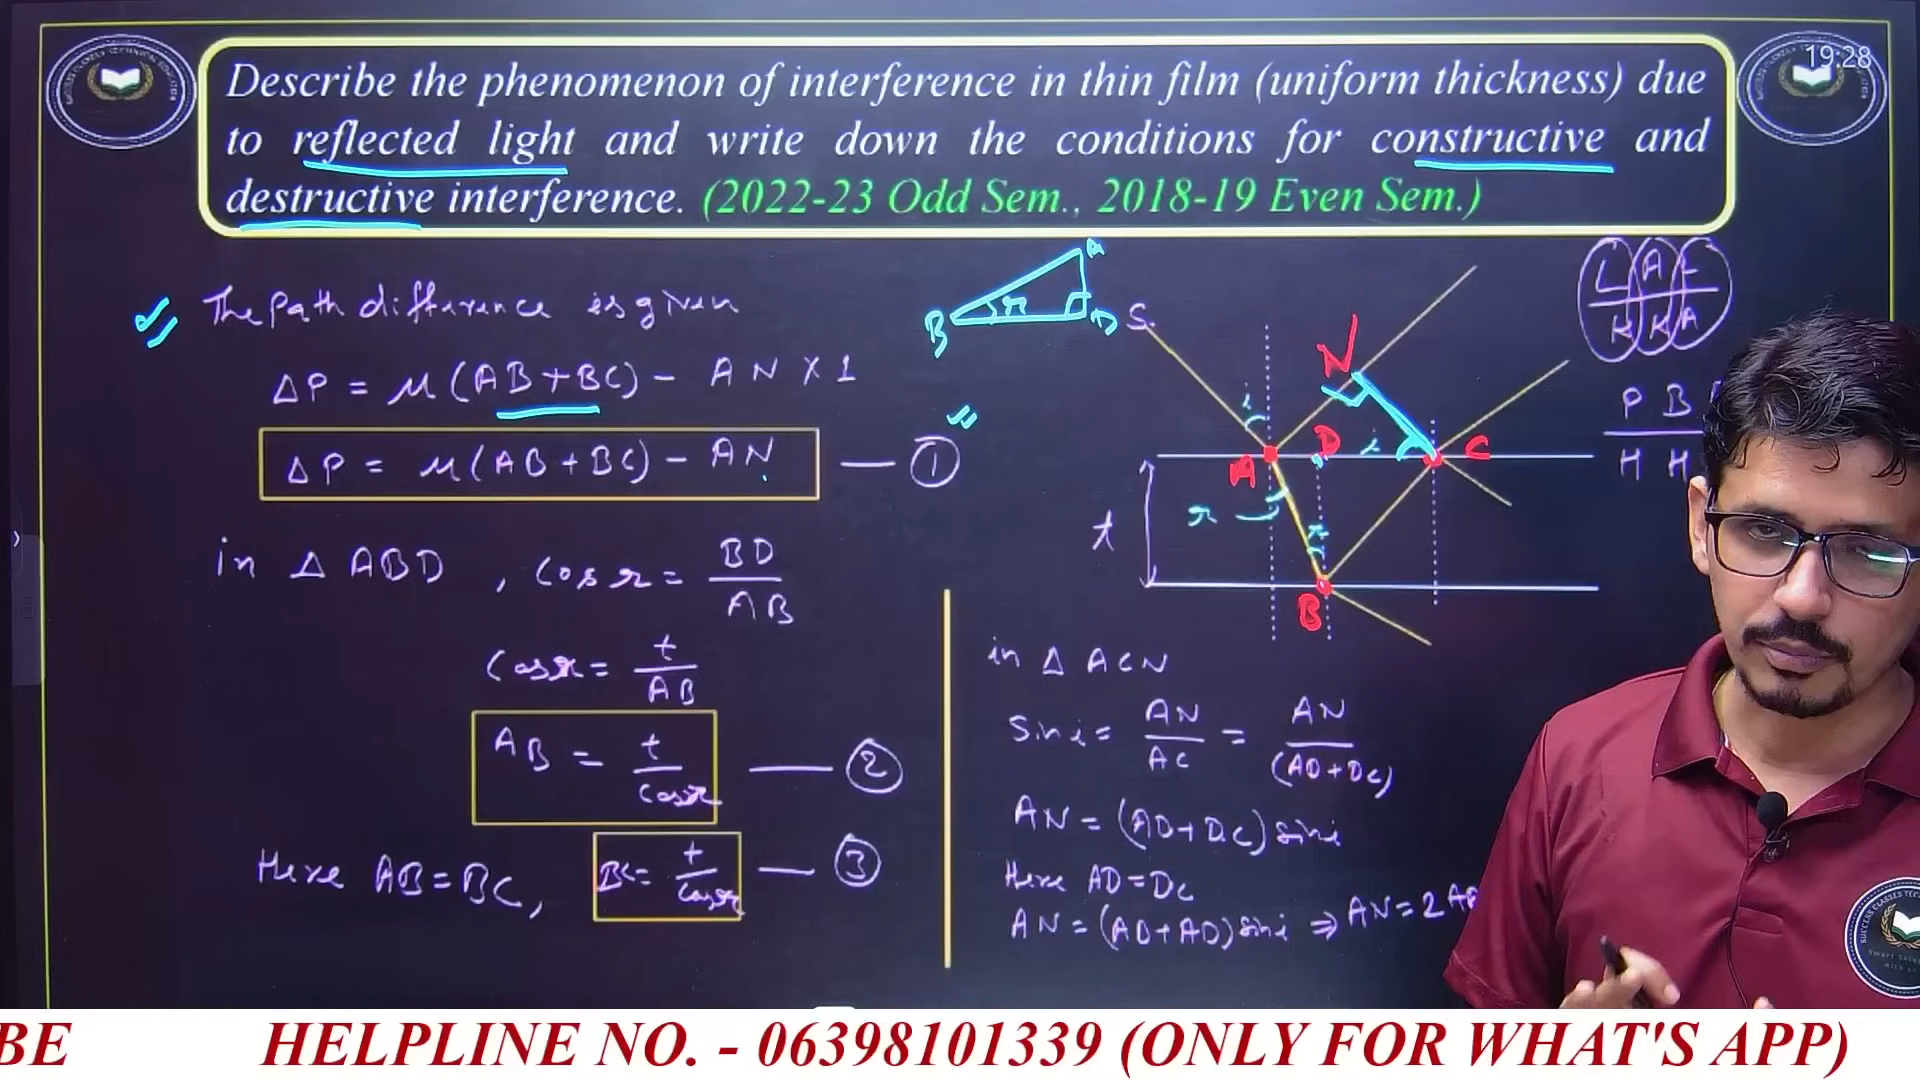 19:28
Describe the phenomenon of interference in thin film (uniform thickness) due
to reflected light and write down the conditions for constructive and
destructive interference. (2022-23 Odd Sem., 2018-19 Even Sem.)
The Path difference is given
ΔP = μ(AB+BC) - AN×1
ΔP = μ(AB+BC) - AN — ①
in Δ ABD, Cos r = BD/AB
Cos r = t/AB
AB = t/Cos r — ②
Here AB=BC, BC= t/Cos r — ③
A
B
r
D
S
i
N
A
D
i
C
r
r
t
B
L A L
K K A
P B
H H
in Δ ACN
Sin i = AN/AC = AN/(AD+DC)
AN = (AD+DC) sin i
Here AD=DC
AN = (AD+AD) sin i ⇒ AN=2A
BE HELPLINE NO. - 06398101339 (ONLY FOR WHAT'S APP)